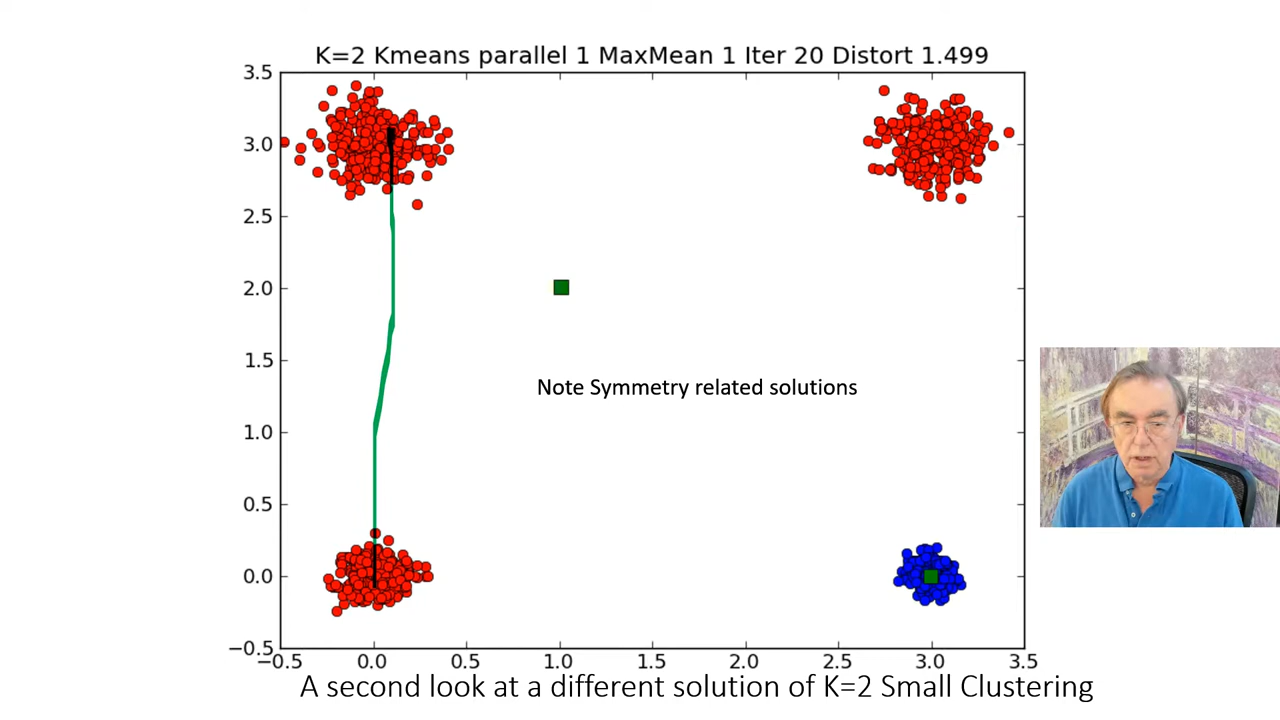 K=2 Kmeans parallel 1 MaxMean 1 Iter 20 Distort 1.499
3.5
3.0
2.5
2.0
1.5
1.0
0.5
0.0
−0.5
−0.5 0.0 0.5 1.0 1.5 2.0 2.5 3.0 3.5
Note Symmetry related solutions
A second look at a different solution of K=2 Small Clustering